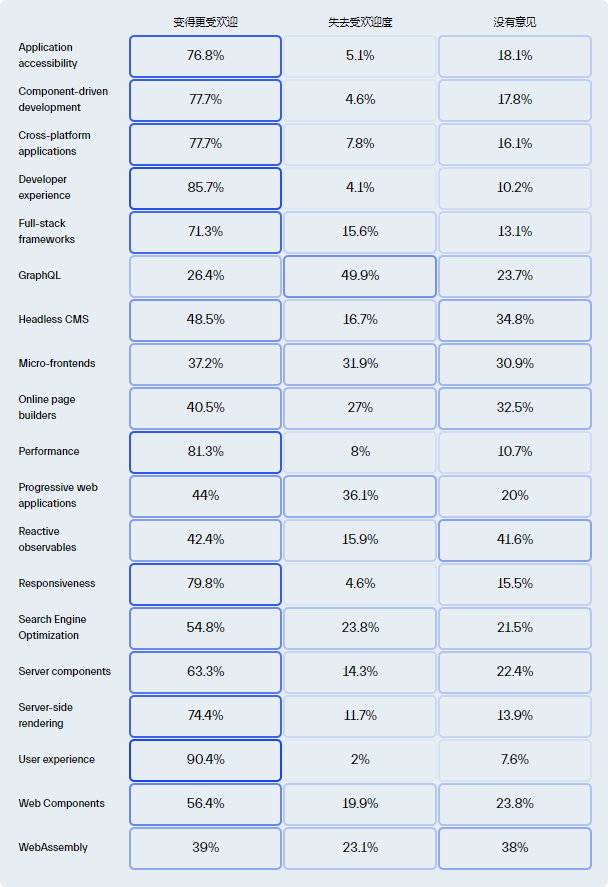 变得更受欢迎 失去受欢迎度 没有意见
Application
accessibility
76.8% 5.1% 18.1%
Component-driven
development
77.7% 4.6% 17.8%
Cross-platform
applications
77.7% 7.8% 16.1%
Developer
experience
85.7% 4.1% 10.2%
Full-stack
frameworks
71.3% 15.6% 13.1%
GraphQL 26.4% 49.9% 23.7%
Headless CMS 48.5% 16.7% 34.8%
Micro-frontends 37.2% 31.9% 30.9%
Online page
builders
40.5% 27% 32.5%
Performance 81.3% 8% 10.7%
Progressive web
applications
44% 36.1% 20%
Reactive
observables
42.4% 15.9% 41.6%
Responsiveness 79.8% 4.6% 15.5%
Search Engine
Optimization
54.8% 23.8% 21.5%
Server components 63.3% 14.3% 22.4%
Server-side
rendering
74.4% 11.7% 13.9%
User experience 90.4% 2% 7.6%
Web Components 56.4% 19.9% 23.8%
WebAssembly 39% 23.1% 38%